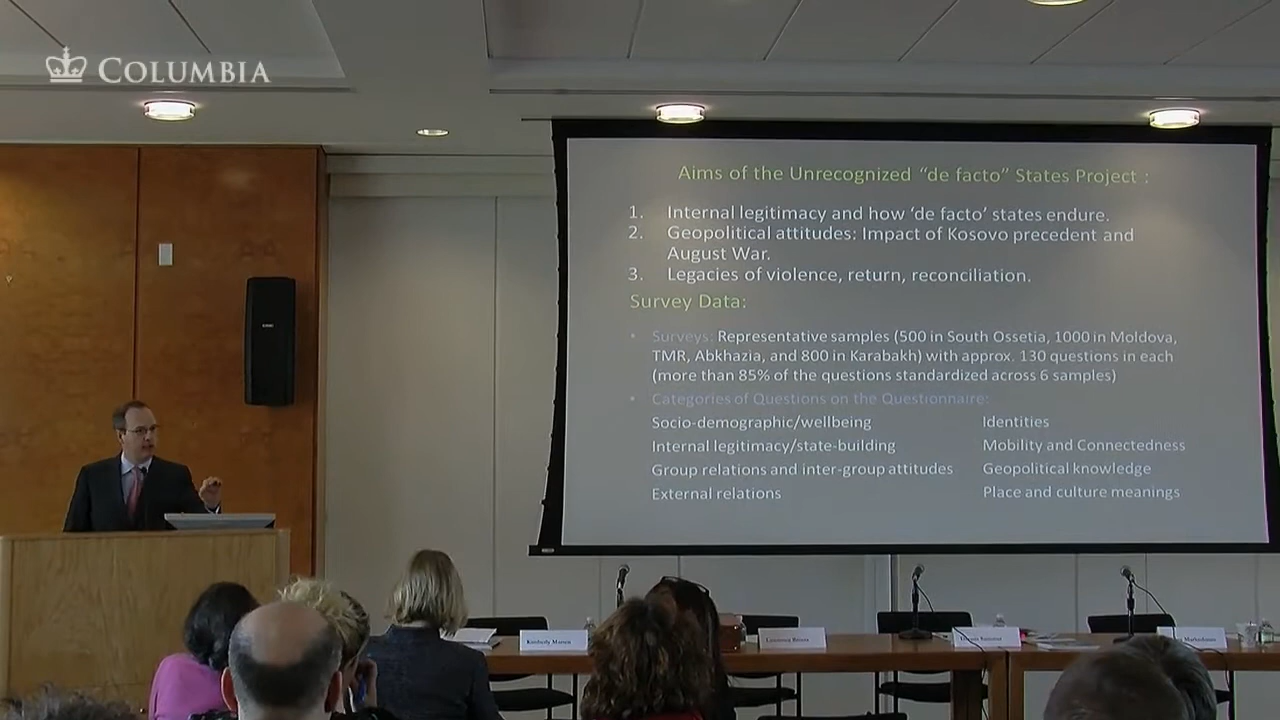 COLUMBIA
Aims of the Unrecognized “de facto” States Project :
1. Internal legitimacy and how ‘de facto’ states endure.
2. Geopolitical attitudes: Impact of Kosovo precedent and
August War.
3. Legacies of violence, return, reconciliation.
Survey Data:
• Surveys: Representative samples (500 in South Ossetia, 1000 in Moldova,
TMR, Abkhazia, and 800 in Karabakh) with approx. 130 questions in each
(more than 85% of the questions standardized across 6 samples)
• Categories of Questions on the Questionnaire:
Socio-demographic/wellbeing
Identities
Internal legitimacy/state-building
Mobility and Connectedness
Group relations and inter-group attitudes
Geopolitical knowledge
External relations
Place and culture meanings
Kimberly Marten